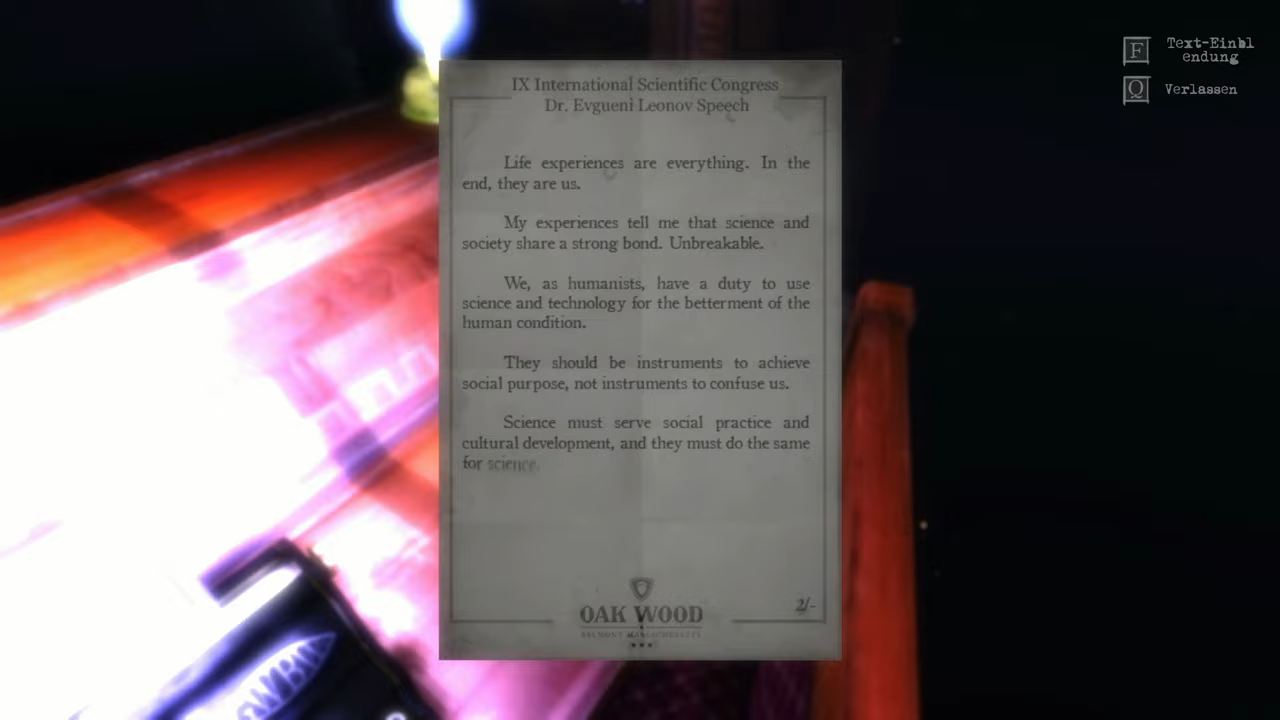 IX International Scientific Congress
Dr. Evgueni Leonov Speech
Life experiences are everything. In the
end, they are us.
My experiences tell me that science and
society share a strong bond. Unbreakable.
We, as humanists, have a duty to use
science and technology for the betterment of the
human condition.
They should be instruments to achieve
social purpose, not instruments to confuse us.
Science must serve social practice and
cultural development, and they must do the same
for science.
2/-
OAK WOOD
BELMONT MASSACHUSETTS
F Text-Einbl
endung
Q Verlassen